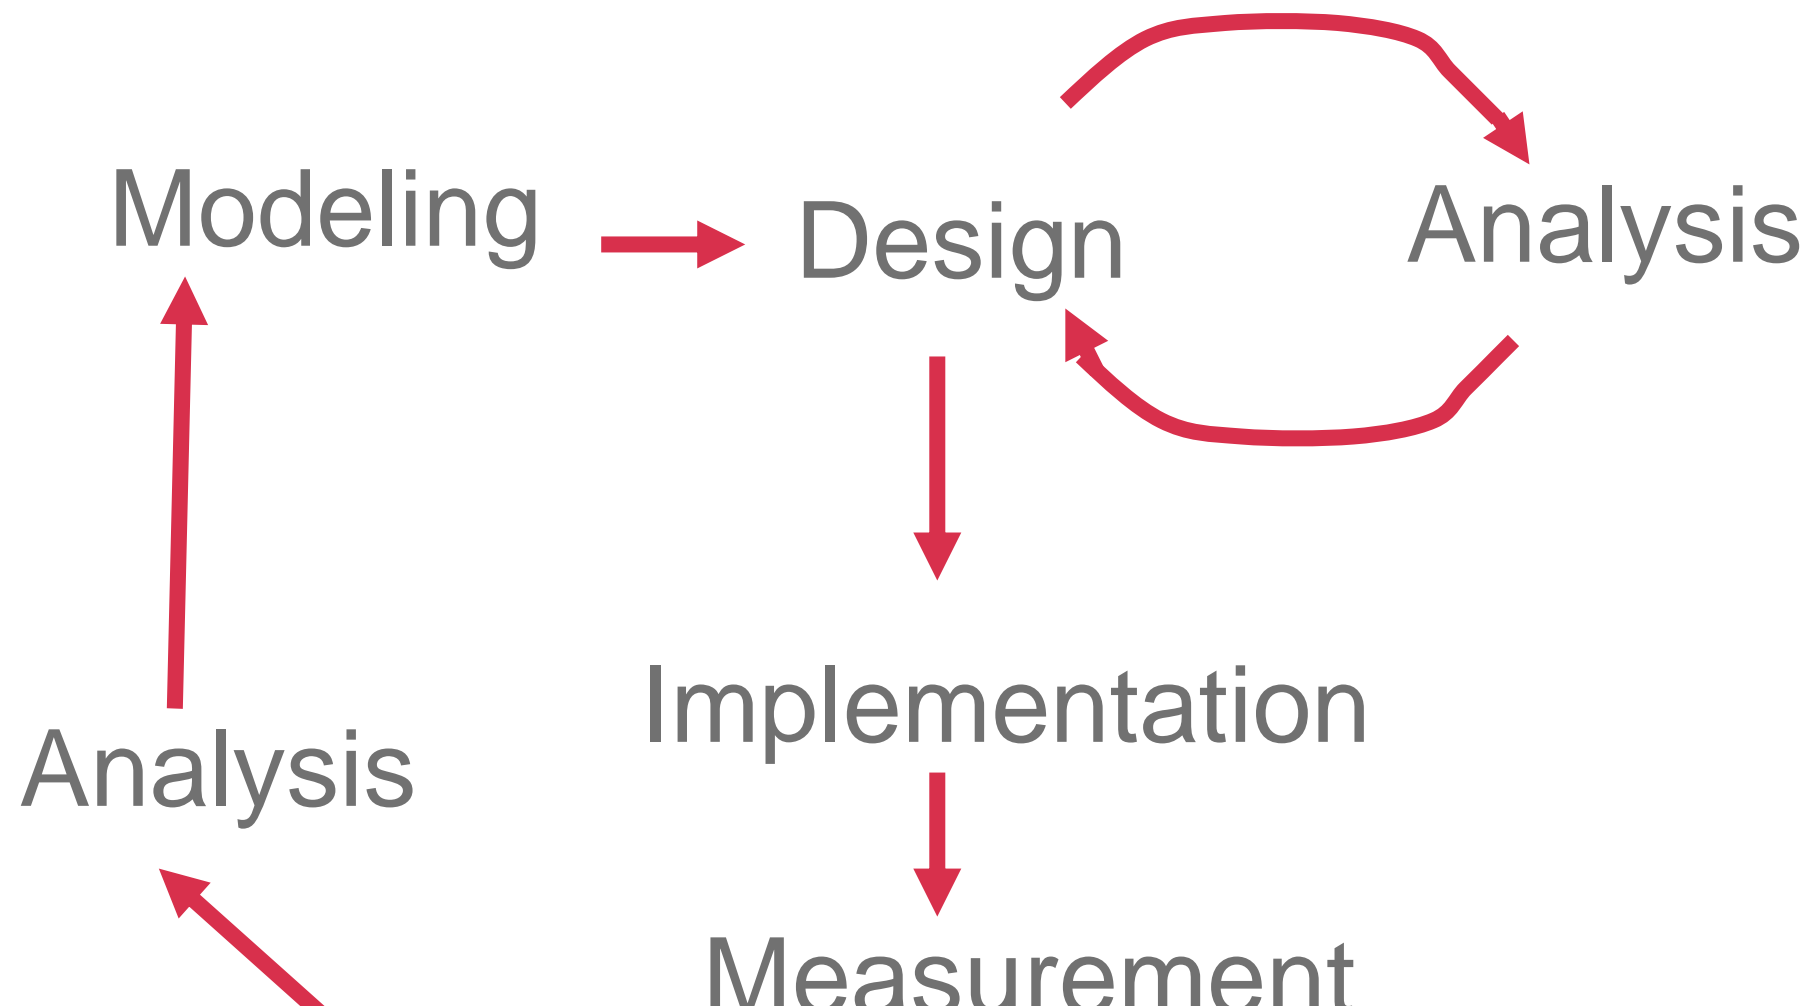 Modeling
Design
Analysis
Implementation
Analysis
Measurement